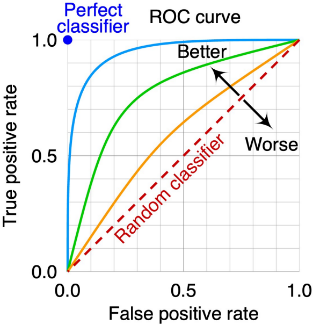 Perfect
classifier
ROC curve
1.0
Better
Worse
0.5
Random classifier
0.0
0.0
0.5
1.0
True positive rate
False positive rate